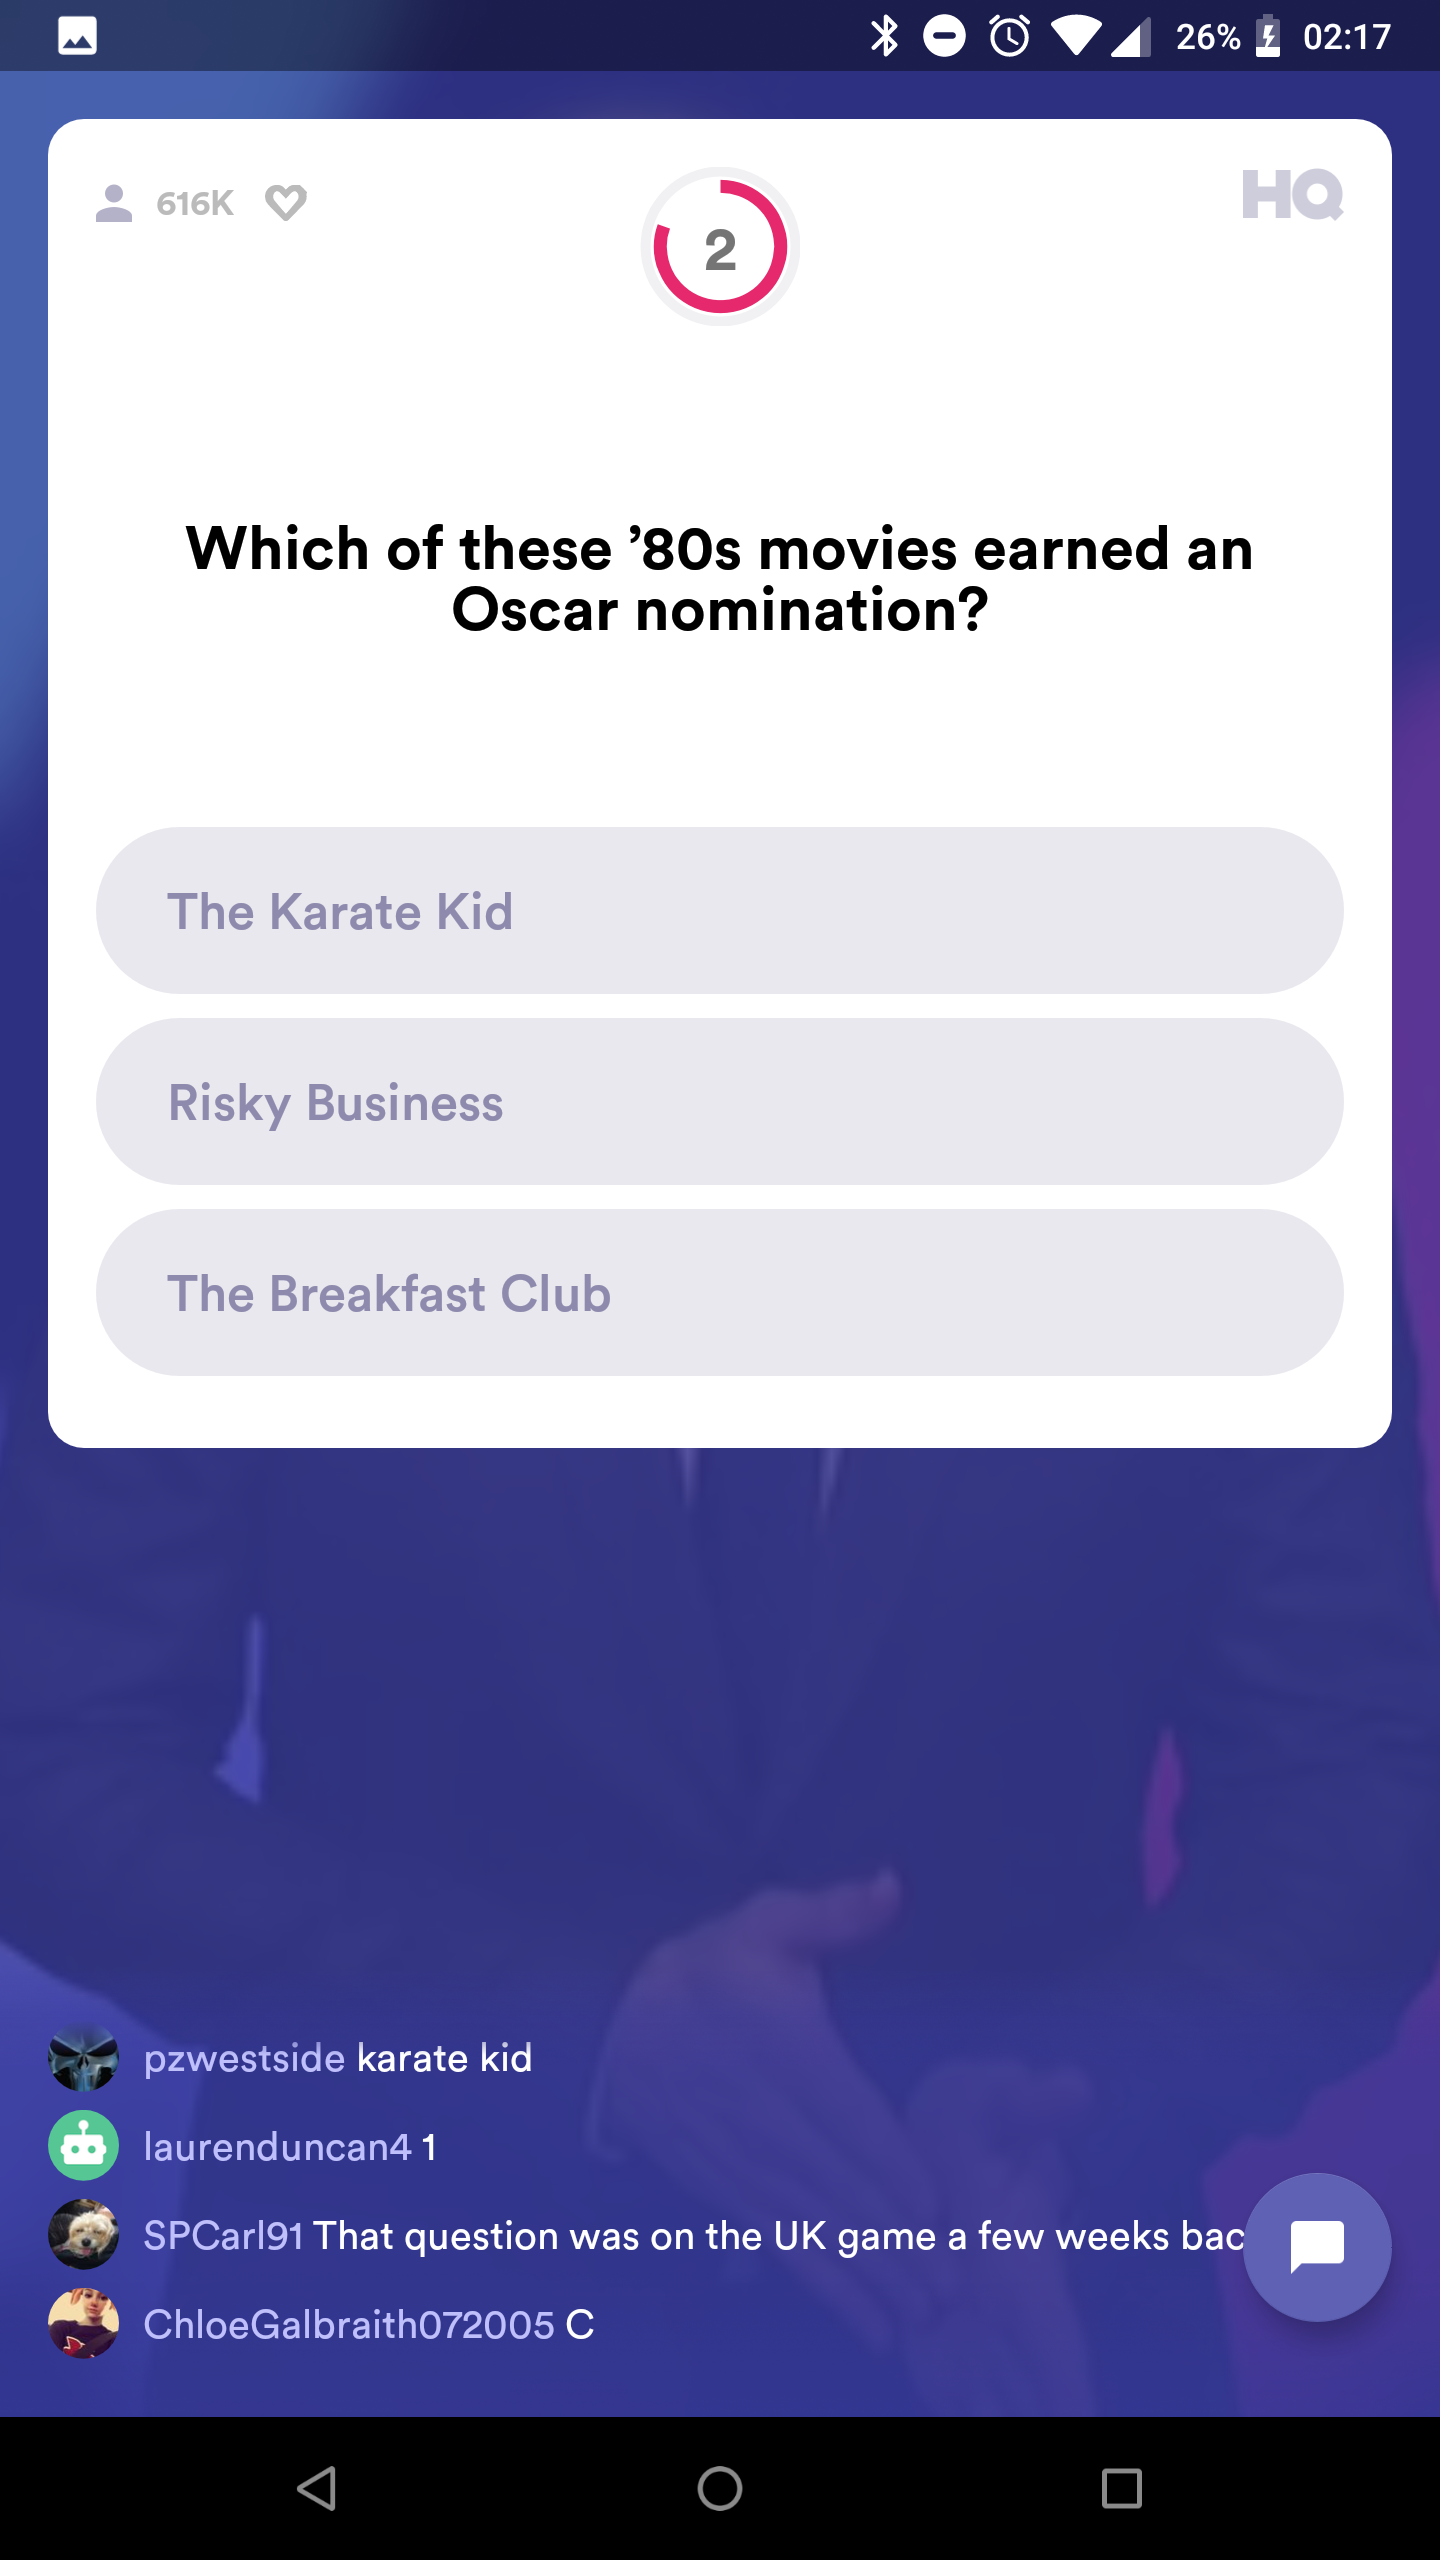 26% 02:17
616K
2
HQ
Which of these ’80s movies earned an
Oscar nomination?
The Karate Kid
Risky Business
The Breakfast Club
pzwestside karate kid
laurenduncan4 1
SPCarl91 That question was on the UK game a few weeks bac
ChloeGalbraith072005 C